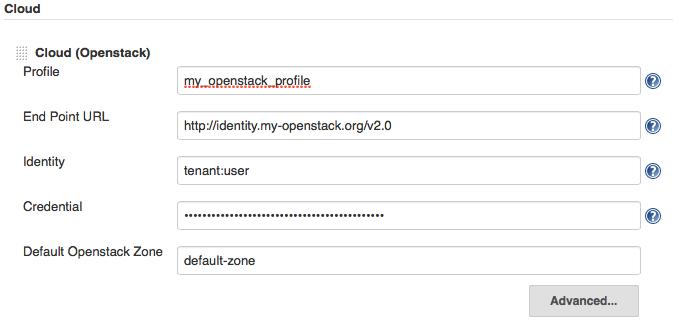 Cloud
Cloud (Openstack)
Profile
my_openstack_profile
End Point URL
http://identity.my-openstack.org/v2.0
Identity
tenant:user
Credential
••••••••••••••••••••••••••••••••••••••••••••
Default Openstack Zone
default-zone
Advanced...